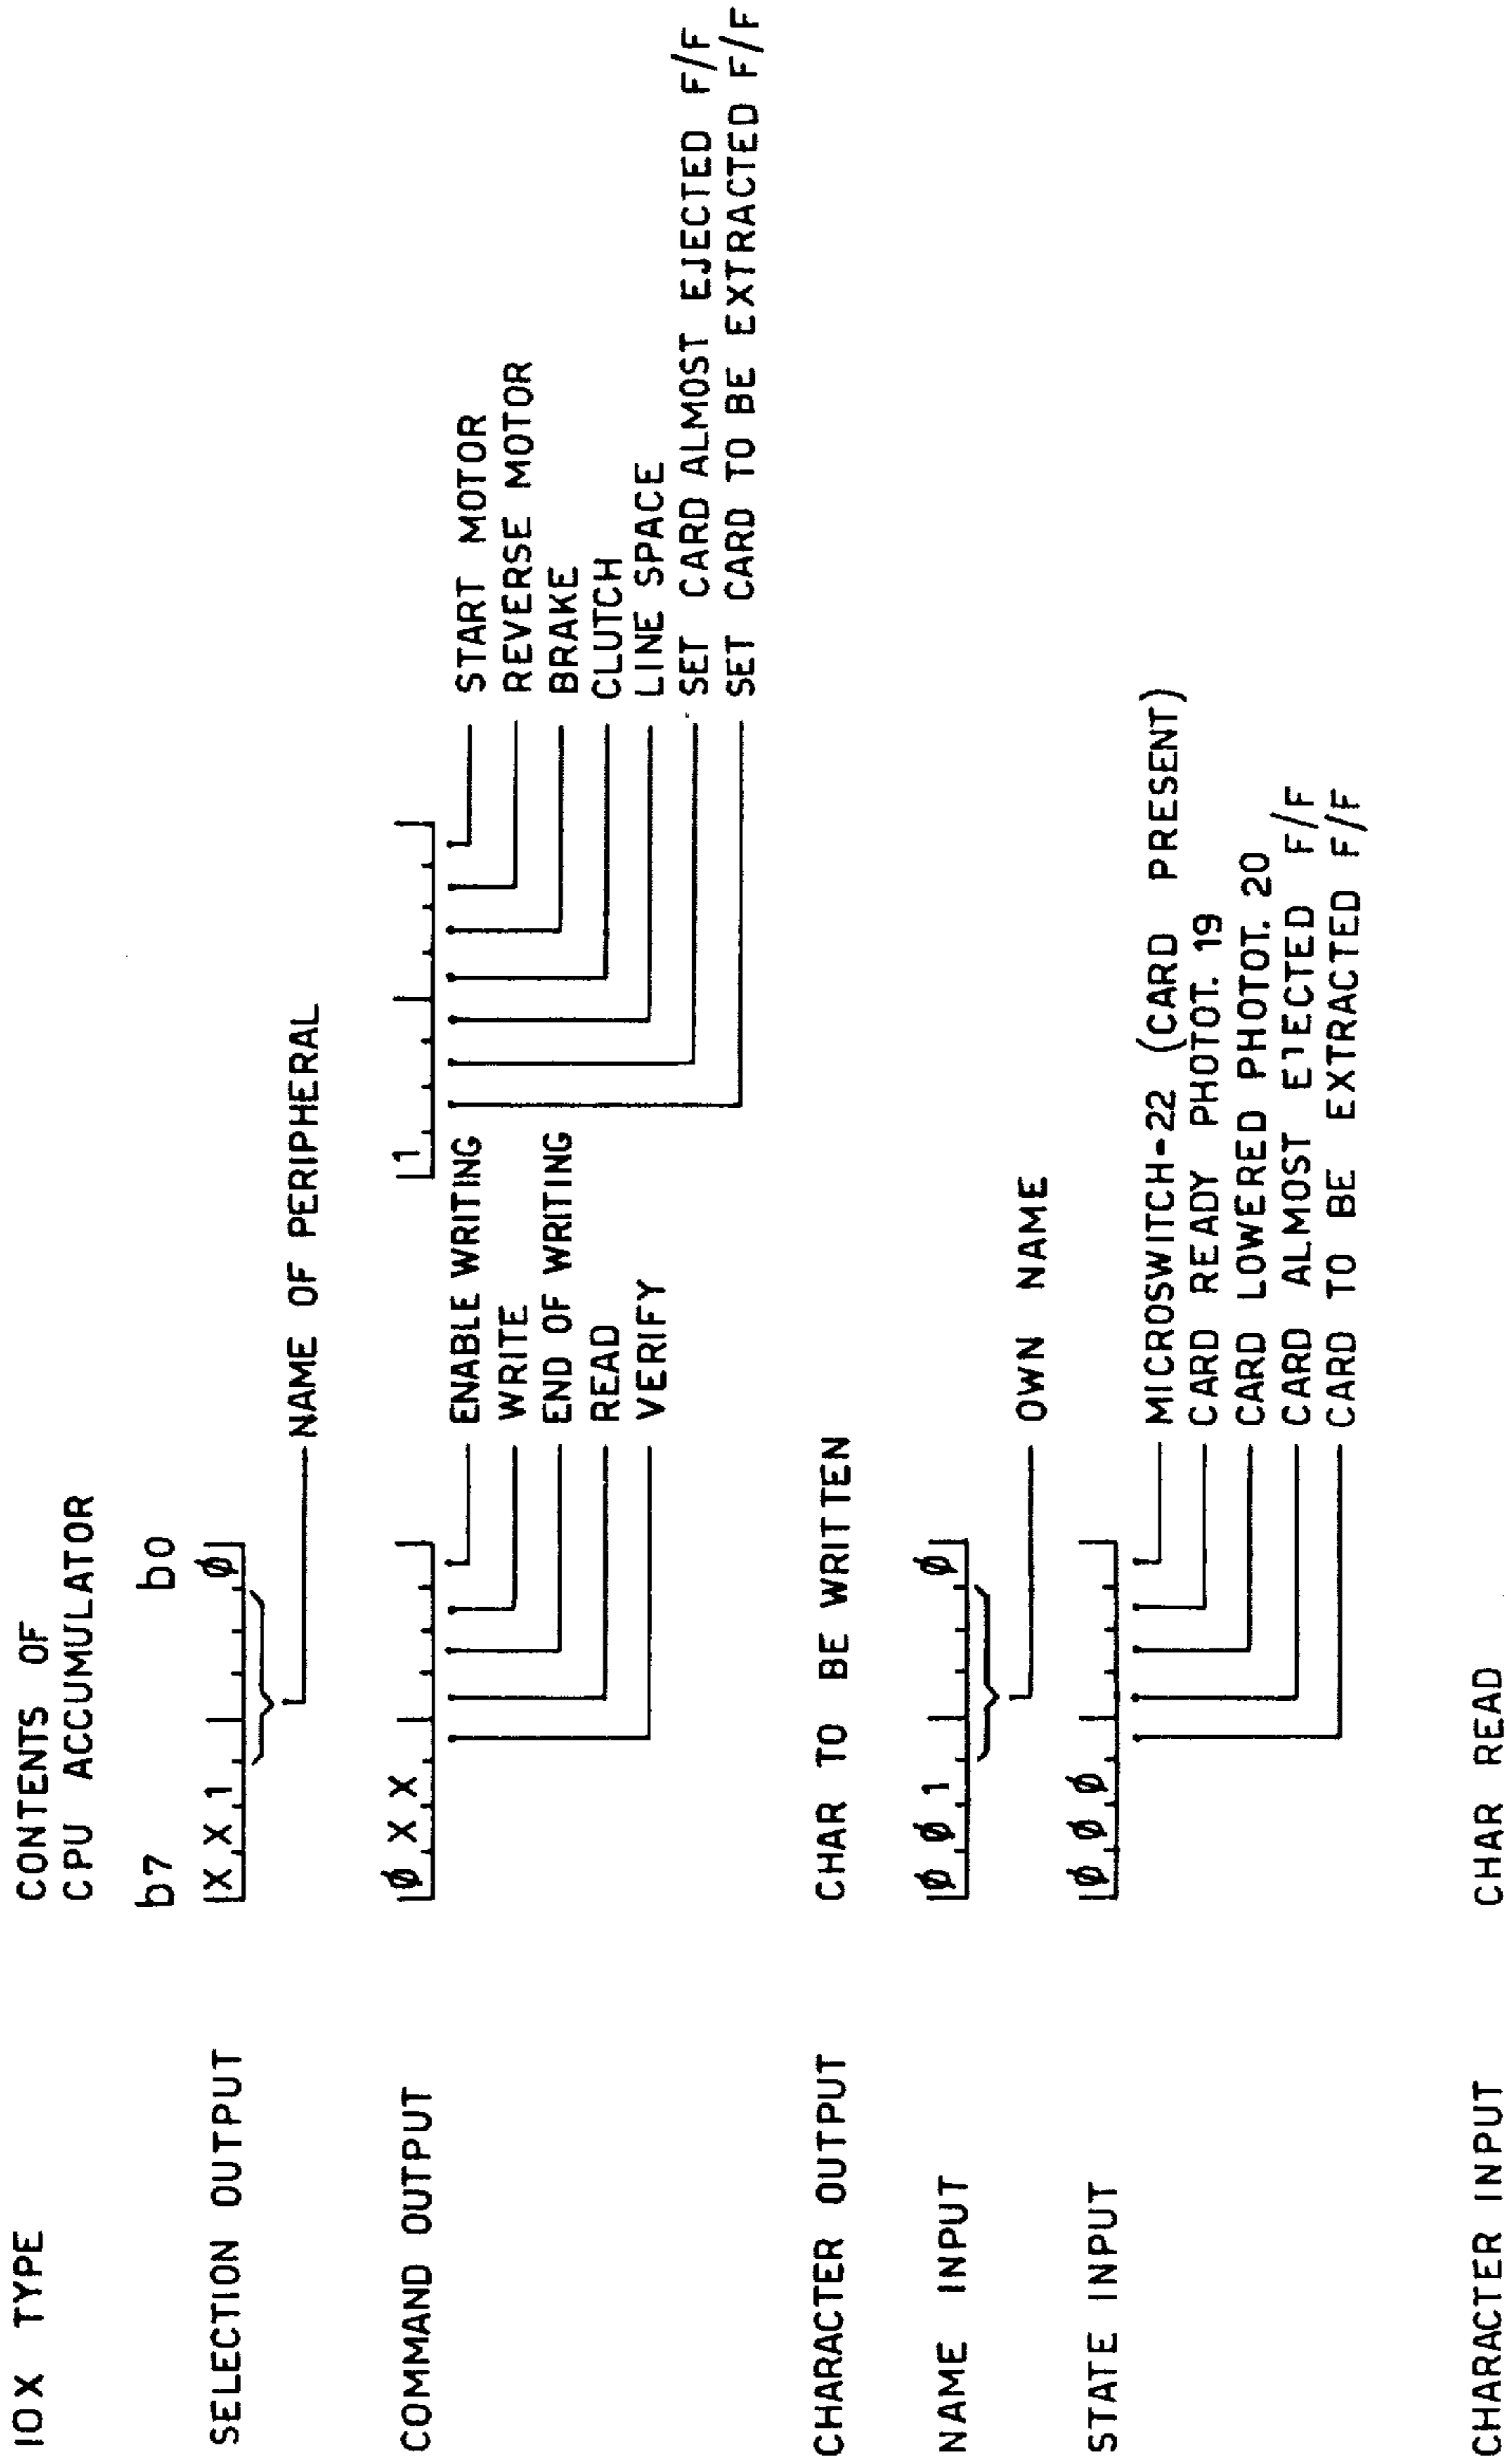 IOX TYPE CONTENTS OF
CPU ACCUMULATOR
b7 b0
SELECTION OUTPUT X X 1 Ø
NAME OF PERIPHERAL
COMMAND OUTPUT Ø X X 1
ENABLE WRITING START MOTOR
WRITE REVERSE MOTOR
END OF WRITING BRAKE
READ CLUTCH
VERIFY LINE SPACE
SET CARD ALMOST EJECTED F/F
SET CARD TO BE EXTRACTED F/F
CHARACTER OUTPUT CHAR TO BE WRITTEN
NAME INPUT Ø Ø 1 Ø
OWN NAME
STATE INPUT Ø Ø Ø
MICROSWITCH-22 (CARD PRESENT)
CARD READY PHOTOT. 19
CARD LOWERED PHOTOT. 20
CARD ALMOST EJECTED F/F
CARD TO BE EXTRACTED F/F
CHARACTER INPUT CHAR READ